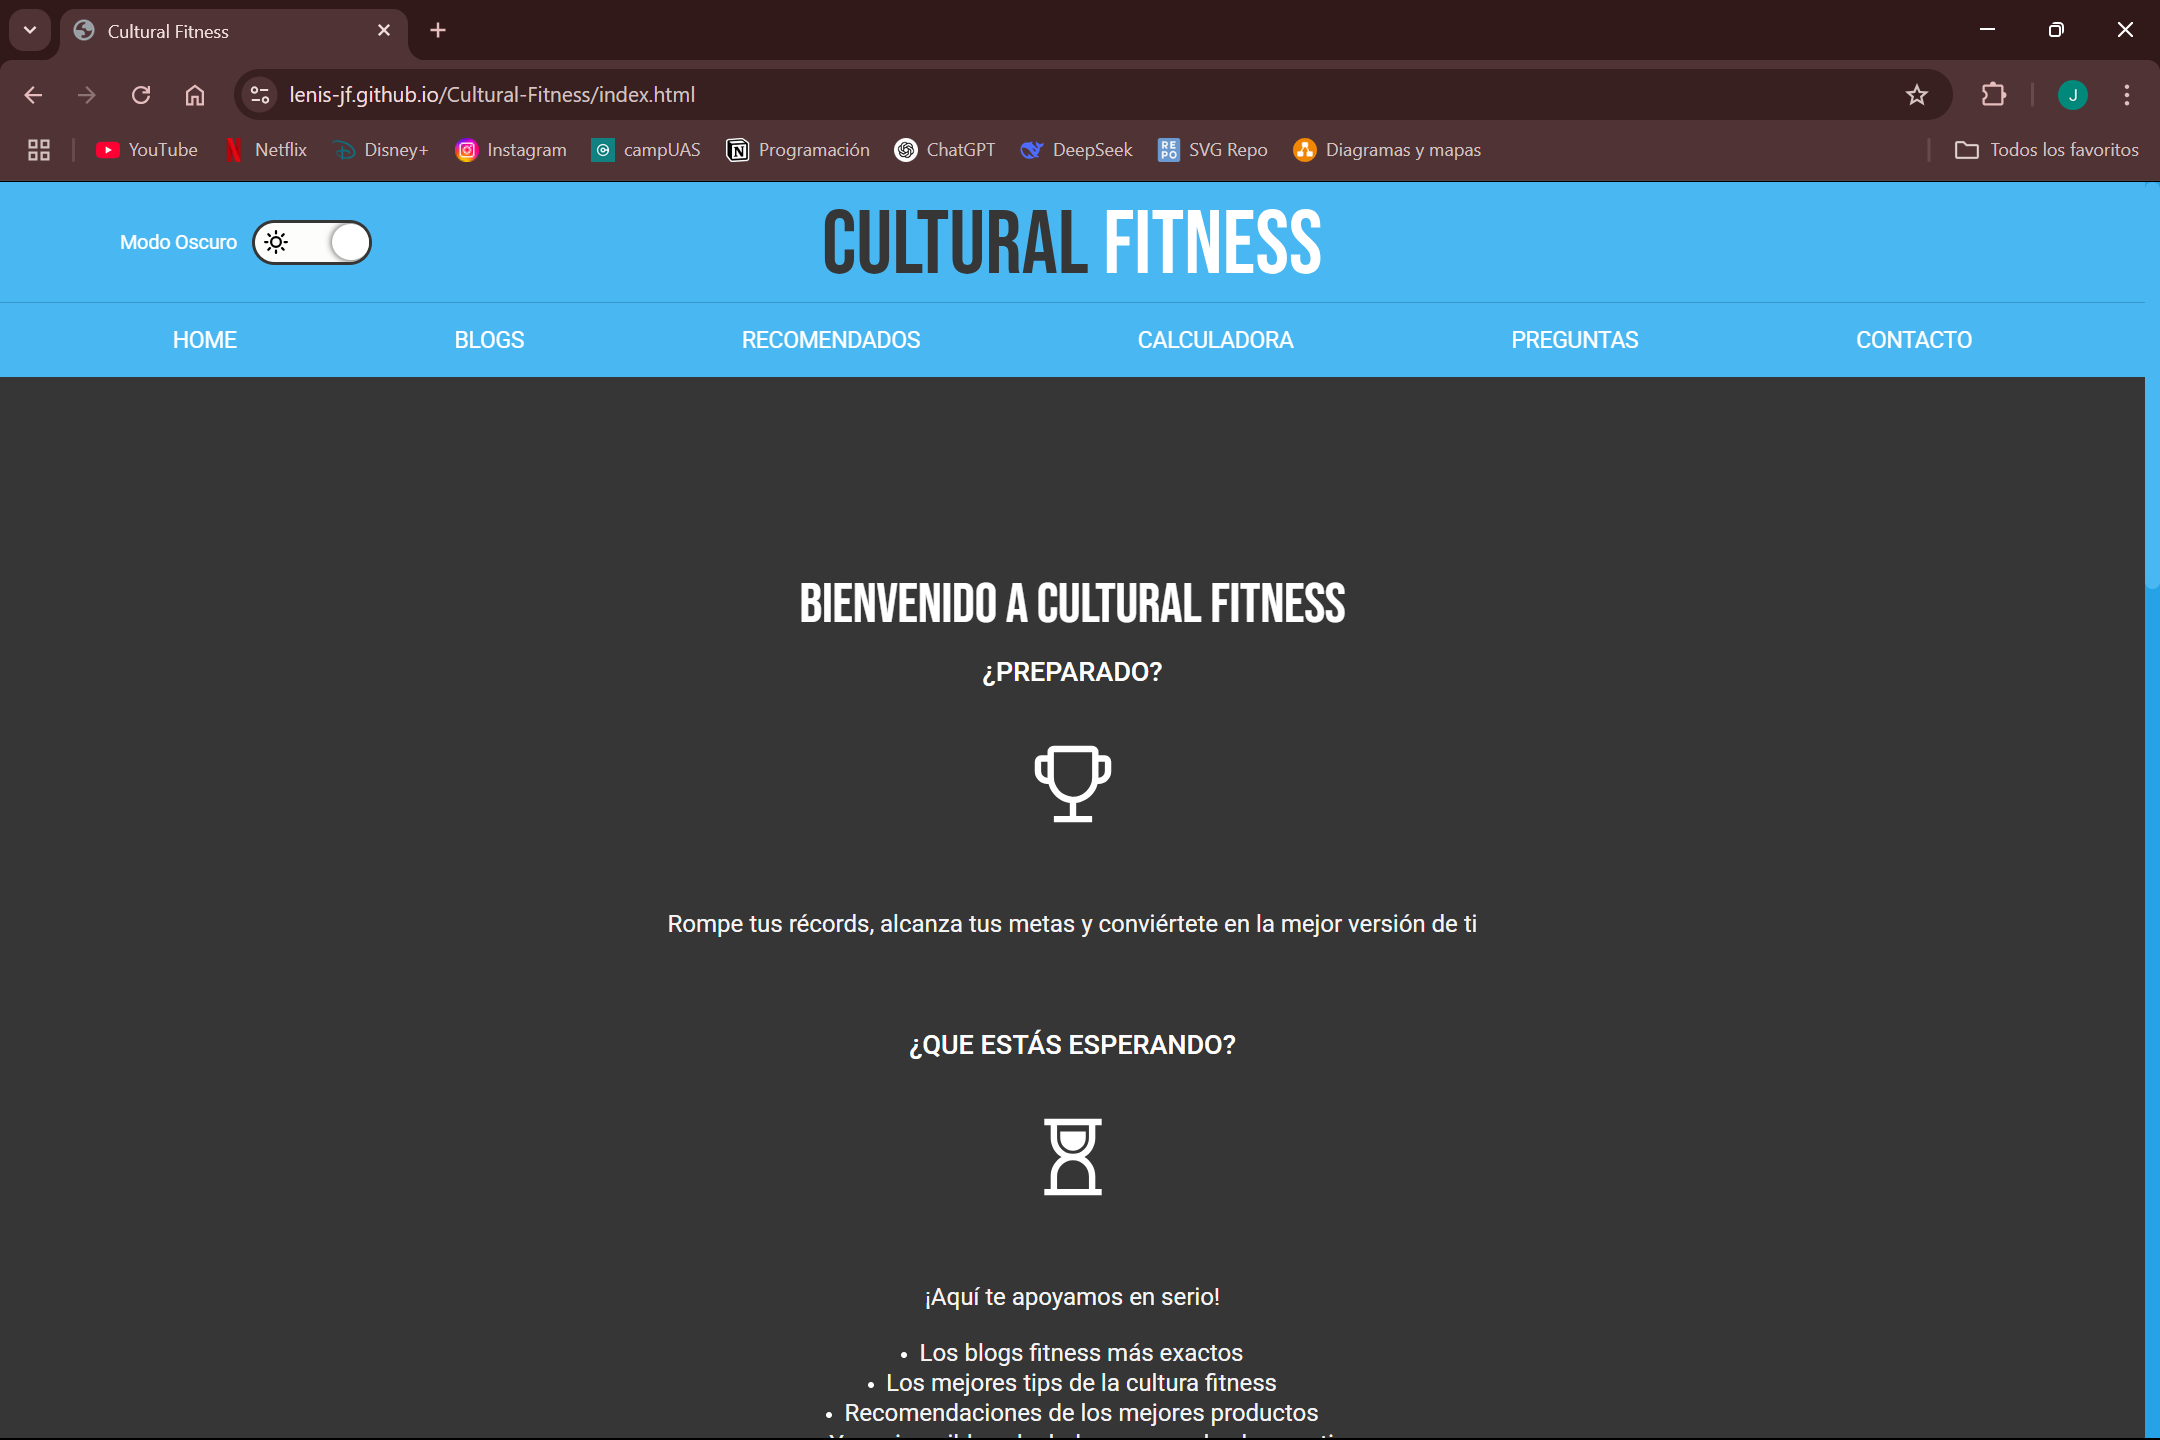 Cultural Fitness
lenis-jf.github.io/Cultural-Fitness/index.html
J
YouTube Netflix Disney+ Instagram campUAS Programación ChatGPT DeepSeek SVG Repo Diagramas y mapas Todos los favoritos
Modo Oscuro
CULTURAL FITNESS
HOME BLOGS RECOMENDADOS CALCULADORA PREGUNTAS CONTACTO
BIENVENIDO A CULTURAL FITNESS
¿PREPARADO?
Rompe tus récords, alcanza tus metas y conviértete en la mejor versión de ti
¿QUE ESTÁS ESPERANDO?
¡Aquí te apoyamos en serio!
• Los blogs fitness más exactos
• Los mejores tips de la cultura fitness
• Recomendaciones de los mejores productos